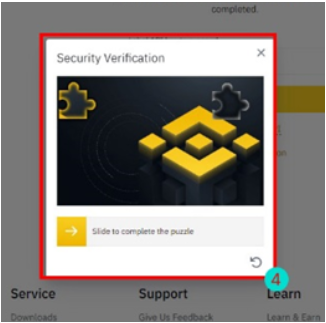 completed.
Security Verification
Slide to complete the puzzle
4
Service Support Learn
Downloads Give Us Feedback Learn & Earn